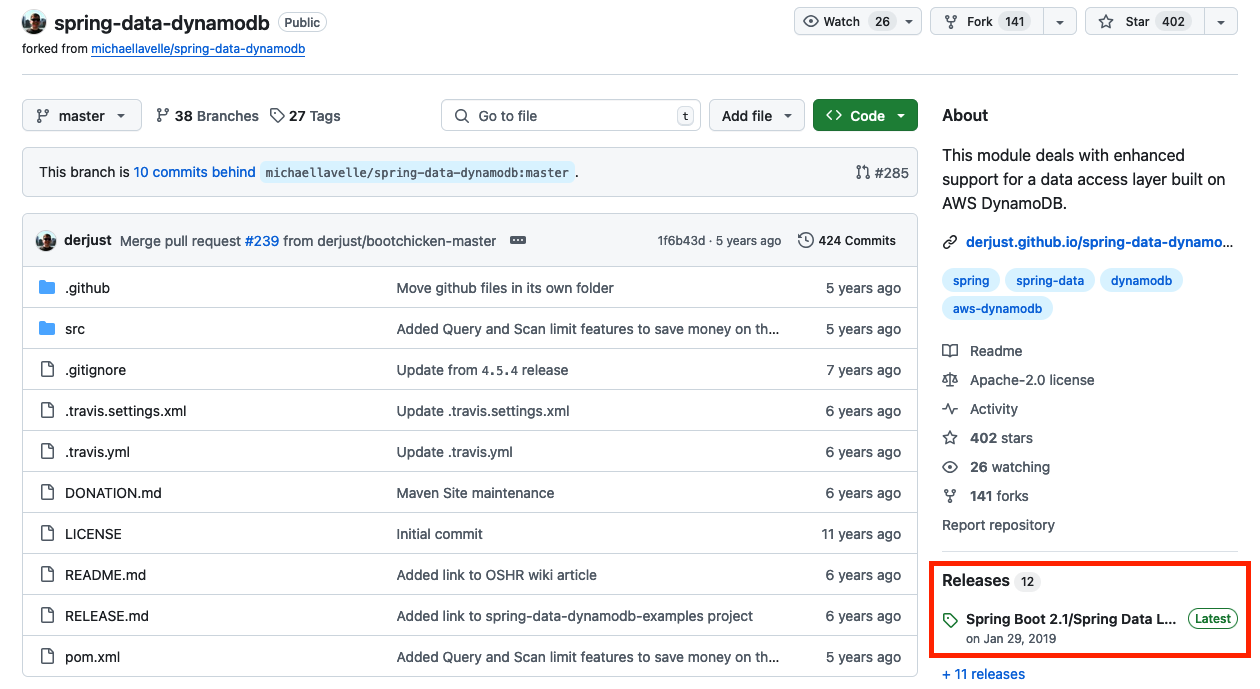 spring-data-dynamodb Public
Watch 26
Fork 141
Star 402
forked from michaellavelle/spring-data-dynamodb
master
38 Branches
27 Tags
Go to file t
Add file
Code
This branch is 10 commits behind michaellavelle/spring-data-dynamodb:master .
#285
derjust Merge pull request #239 from derjust/bootchicken-master
1f6b43d · 5 years ago
424 Commits
.github Move github files in its own folder 5 years ago
src Added Query and Scan limit features to save money on th... 5 years ago
.gitignore Update from 4.5.4 release 7 years ago
.travis.settings.xml Update .travis.settings.xml 6 years ago
.travis.yml Update .travis.yml 6 years ago
DONATION.md Maven Site maintenance 6 years ago
LICENSE Initial commit 11 years ago
README.md Added link to OSHR wiki article 6 years ago
RELEASE.md Added link to spring-data-dynamodb-examples project 6 years ago
pom.xml Added Query and Scan limit features to save money on th... 5 years ago
About
This module deals with enhanced
support for a data access layer built on
AWS DynamoDB.
derjust.github.io/spring-data-dynamo...
spring spring-data dynamodb
aws-dynamodb
Readme
Apache-2.0 license
Activity
402 stars
26 watching
141 forks
Report repository
Releases 12
Spring Boot 2.1/Spring Data L... Latest
on Jan 29, 2019
+ 11 releases